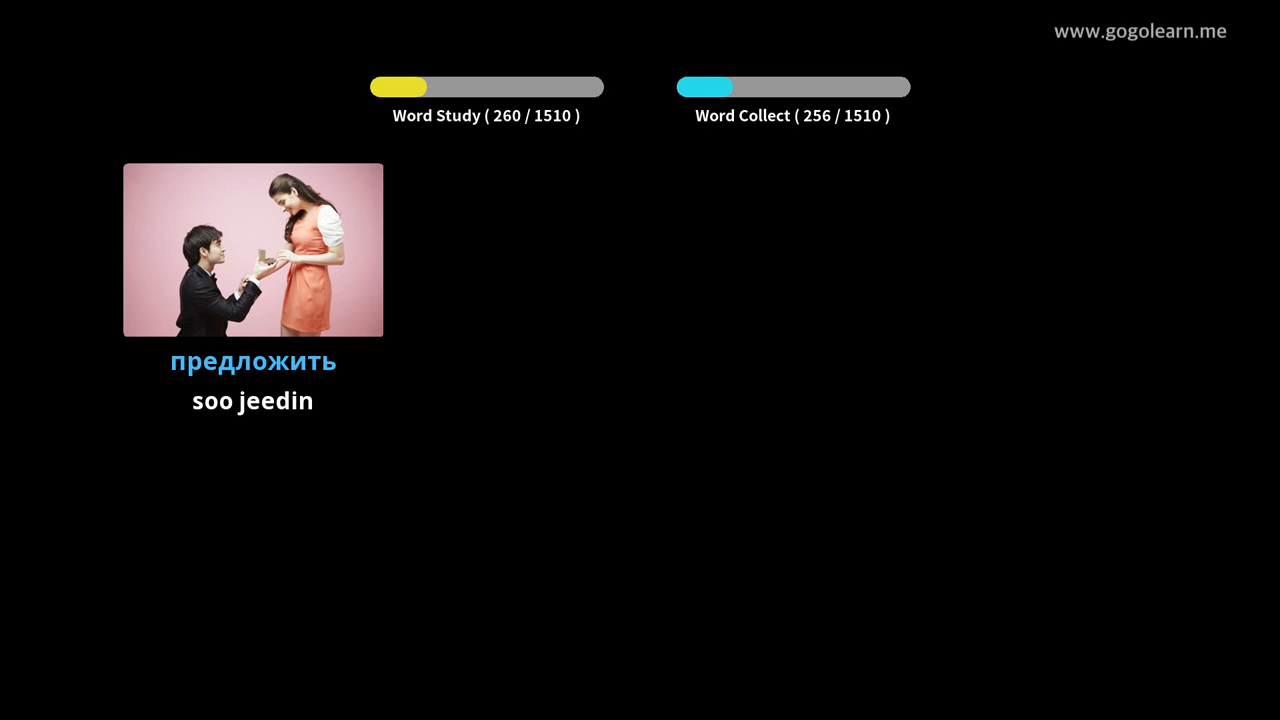 www.gogolearn.me
Word Study ( 260 / 1510 )
Word Collect ( 256 / 1510 )
предложить
soo jeedin